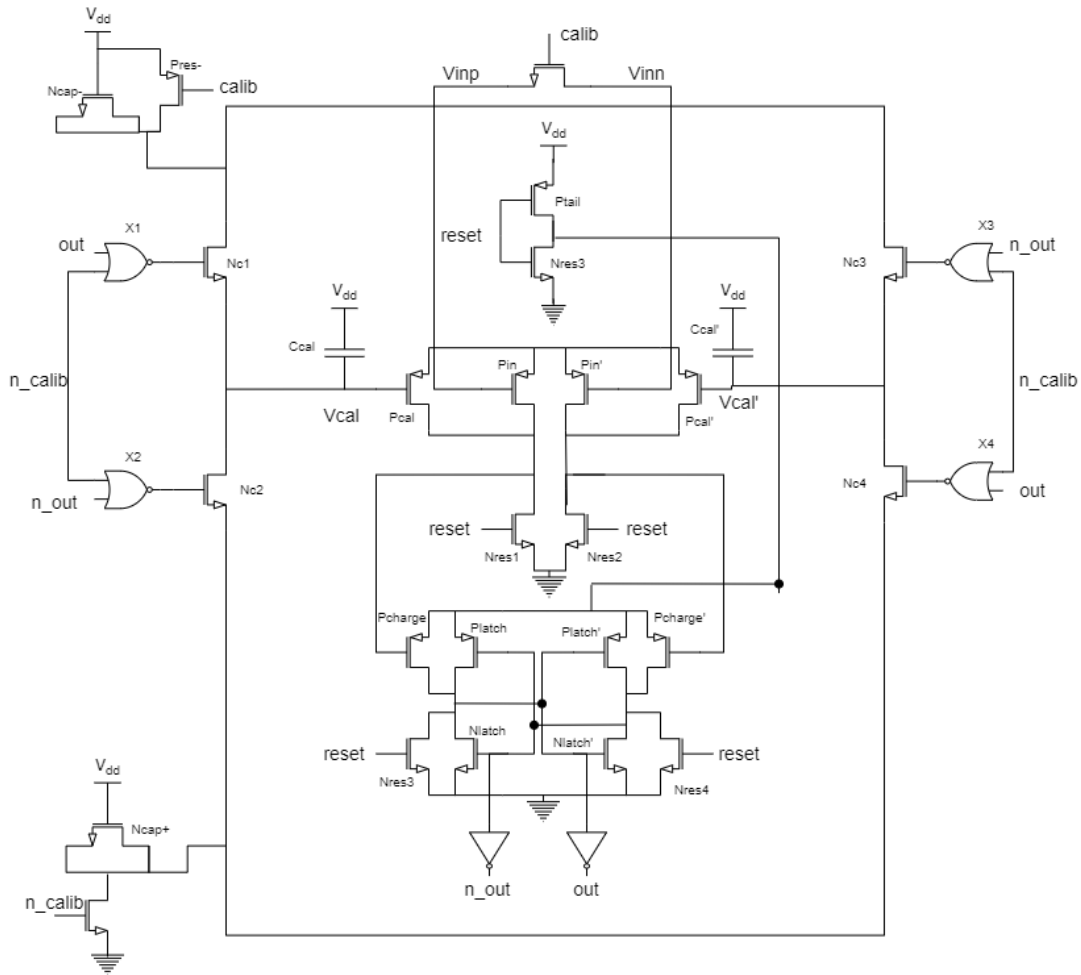 calib
Vdd
Pres-
Vinp
Vinn
Ncap-
calib
Vdd
Ptail
X1
X3
out
reset
n_out
Nc1
Nres3
Nc3
Vdd
Vdd
Ccal
Ccal'
Pin
Pin'
n_calib
n_calib
Vcal
Pcal
Pcal'
Vcal'
X2
X4
Nc2
Nc4
n_out
out
reset
reset
Nres1
Nres2
Pcharge
Platch
Platch'
Pcharge'
Nlatch
Nlatch'
reset
reset
Nres3
Nres4
Vdd
Ncap+
n_calib
n_out
out